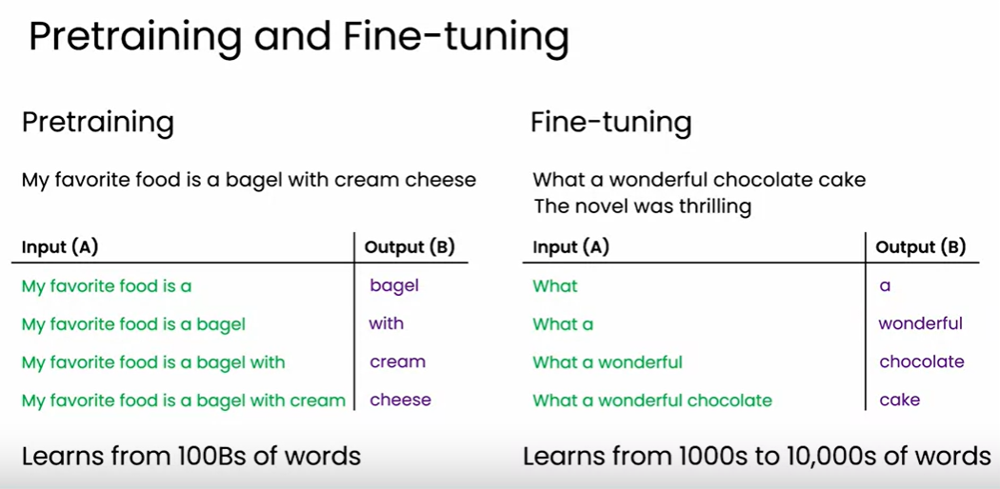 Pretraining and Fine-tuning
Pretraining
My favorite food is a bagel with cream cheese
Input (A) Output (B)
My favorite food is a bagel
My favorite food is a bagel with
My favorite food is a bagel with cream
My favorite food is a bagel with cream cheese
Learns from 100Bs of words
Fine-tuning
What a wonderful chocolate cake
The novel was thrilling
Input (A) Output (B)
What a
What a wonderful
What a wonderful chocolate
What a wonderful chocolate cake
Learns from 1000s to 10,000s of words